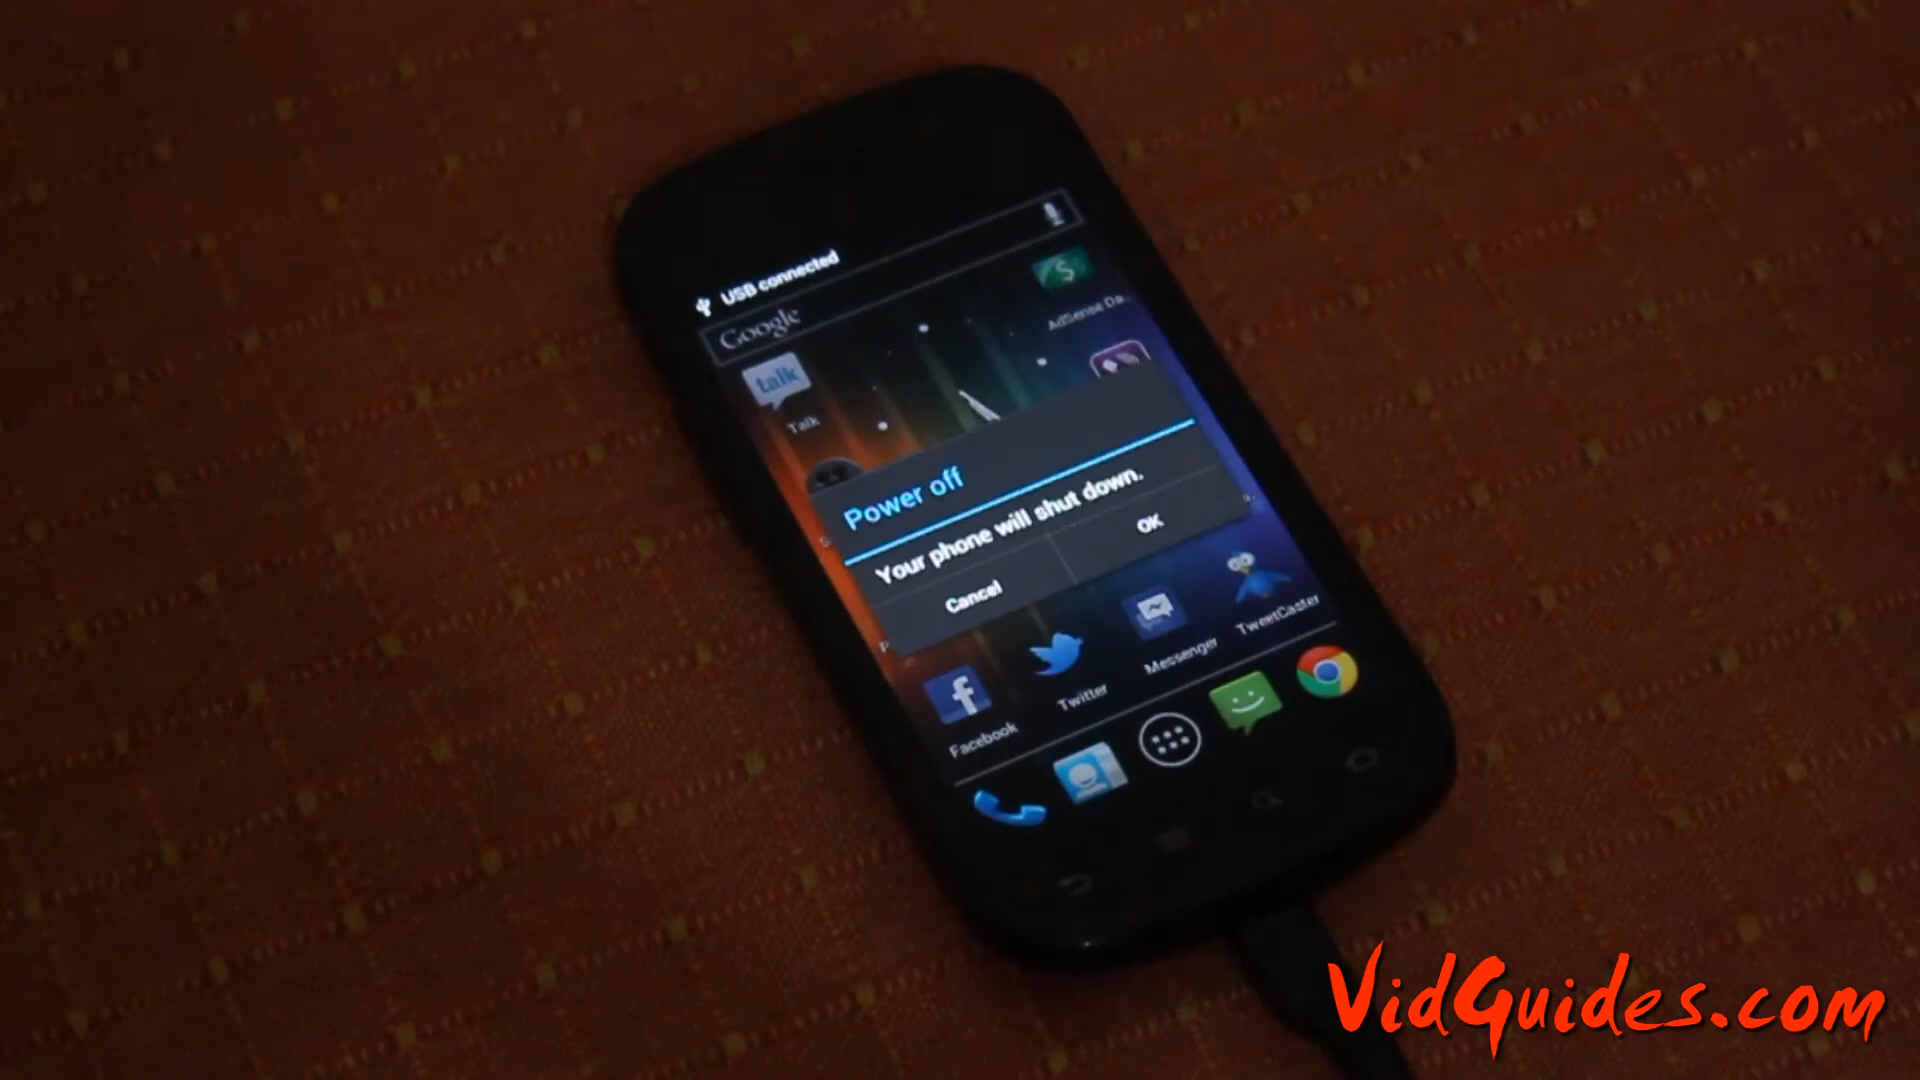 USB connected
Google
AdSense Da...
talk
Talk
Power off
Your phone will shut down.
Cancel
OK
Facebook
Twitter
Messenger
TweetCaster
VidGuides.com